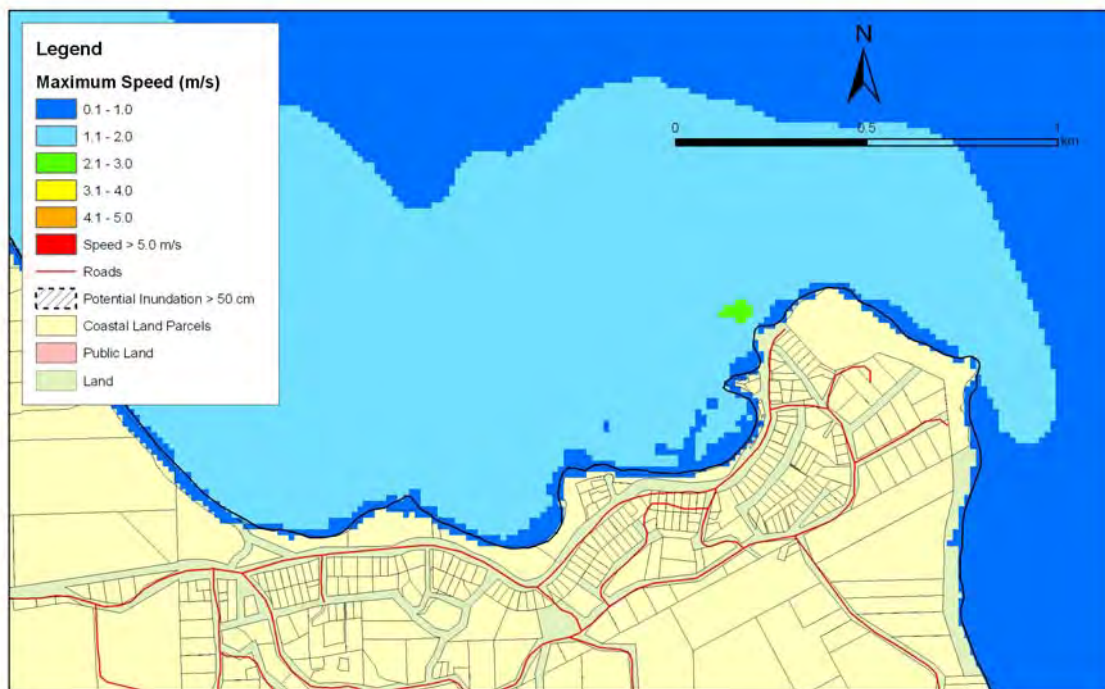 Legend
Maximum Speed (m/s)
0.1 - 1.0
1.1 - 2.0
2.1 - 3.0
3.1 - 4.0
4.1 - 5.0
Speed > 5.0 m/s
Roads
Potential Inundation > 50 cm
Coastal Land Parcels
Public Land
Land
N
0 0.5 1
km